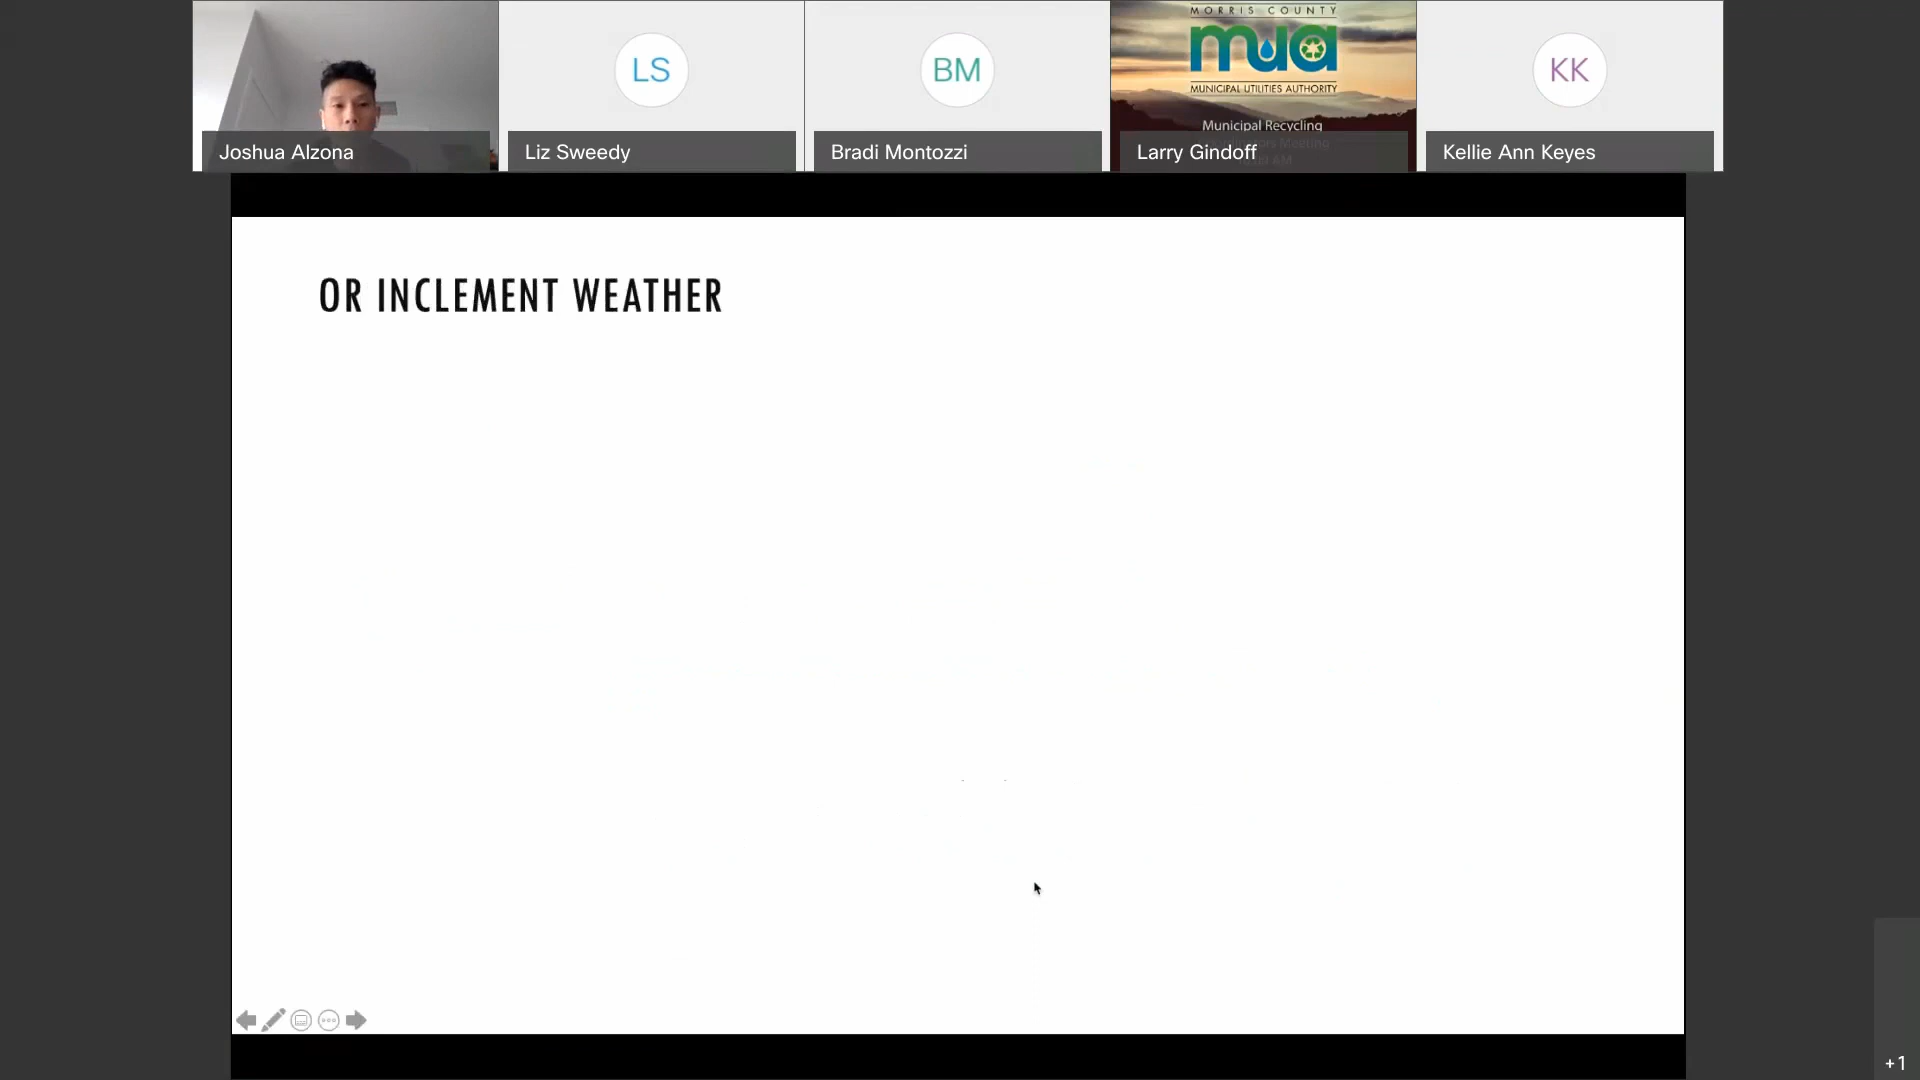 MORRIS COUNTY
mua
MUNICIPAL UTILITIES AUTHORITY
Municipal Recycling
LS
BM
KK
Joshua Alzona
Liz Sweedy
Bradi Montozzi
Larry Gindoff
Kellie Ann Keyes
OR INCLEMENT WEATHER
+1